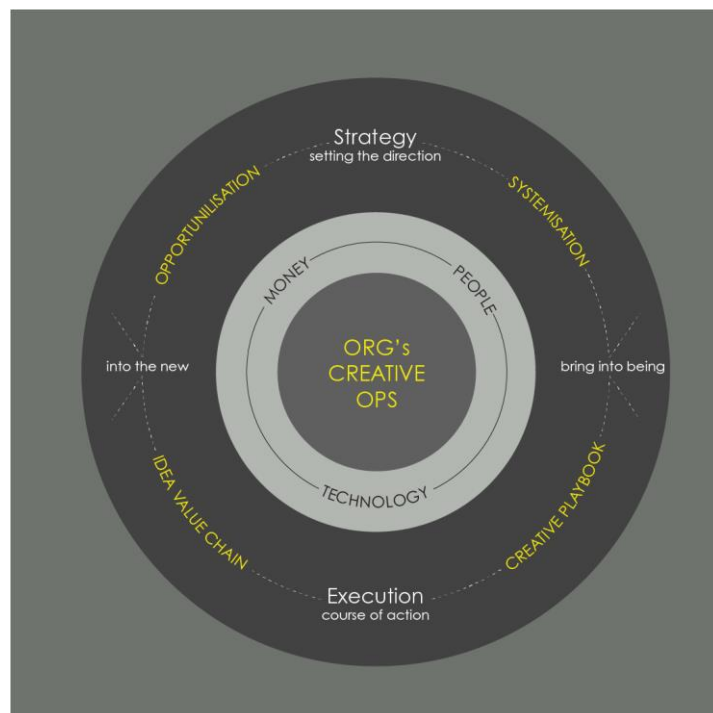 Strategy
setting the direction
OPPORTUNILISATION
SYSTEMISATION
MONEY
PEOPLE
into the new
ORG's
CREATIVE
OPS
bring into being
TECHNOLOGY
IDEA VALUE CHAIN
CREATIVE PLAYBOOK
Execution
course of action